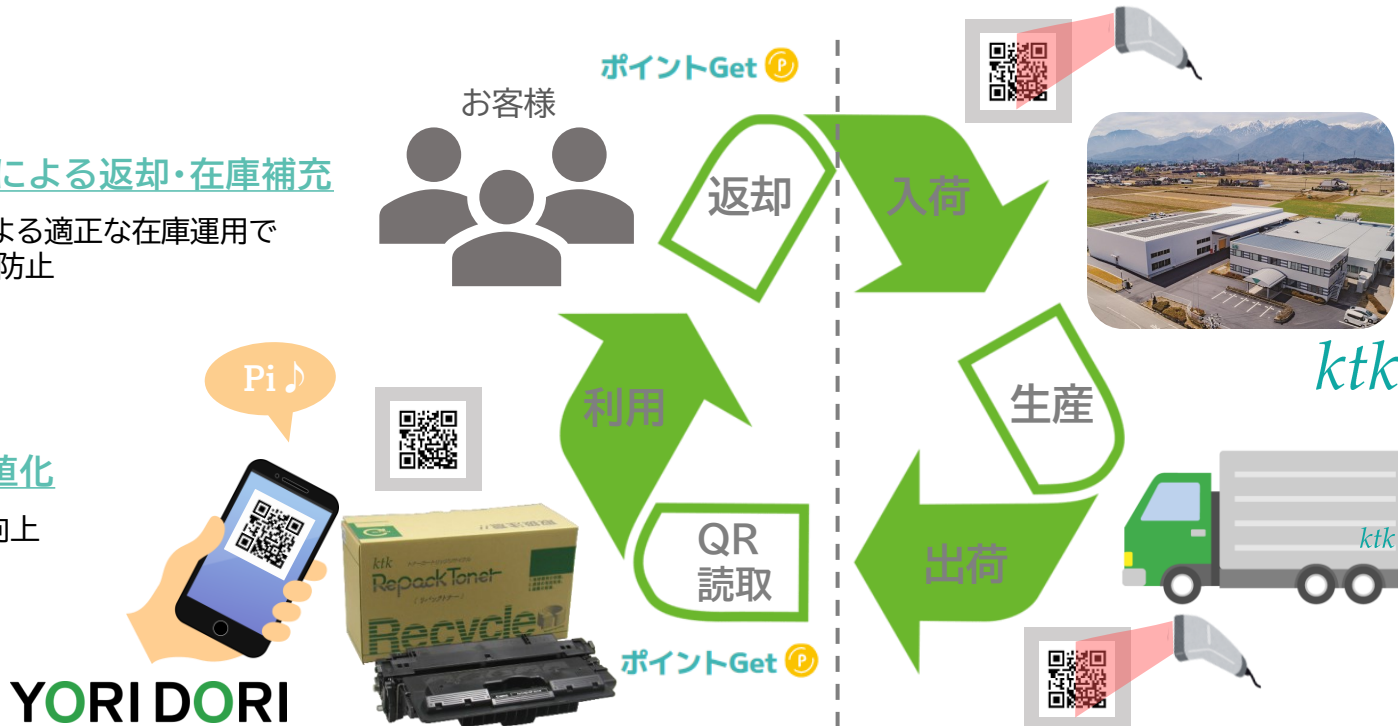 ポイントGet P
お客様
による返却・在庫補充
よる適正な在庫運用で
防止
返却
入荷
ktk
Pi♪
利用
生産
値化
向上
QR
読取
出荷
ktk
ktk
RepackToner
Recycle
ポイントGet P
YORI DORI